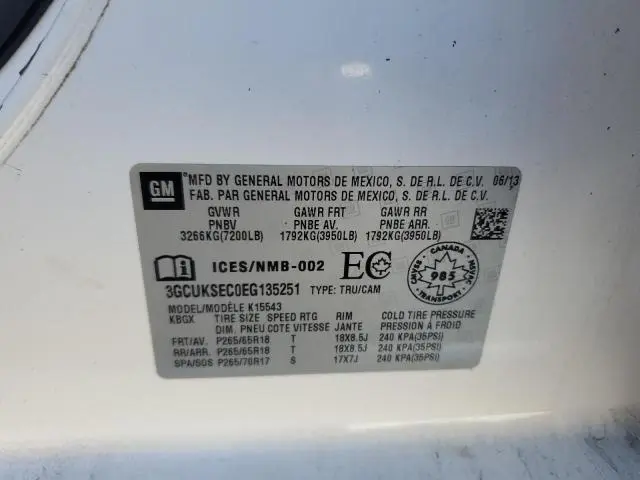 GM
MFD BY GENERAL MOTORS DE MEXICO, S. DE R.L. DE C.V. 06/13
FAB. PAR GENERAL MOTORS DE MEXICO, S. DE R.L. DE C.V.
GVWR GAWR FRT GAWR RR
PNBV PNBE AV. PNBE ARR.
3266KG(7200LB) 1792KG(3950LB) 1792KG(3950LB)
ICES/NMB-002 EC
CANADA
CMVSS 985 NSVAC
TRANSPORT
3GCUKSEC0EG135251 TYPE: TRU/CAM
MODEL/MODÈLE K15543
KBGX TIRE SIZE SPEED RTG RIM COLD TIRE PRESSURE
DIM. PNEU COTE VITESSE JANTE PRESSION À FROID
FRT/AV. P265/65R18 T 18X8.5J 240 KPA(35PSI)
RR/ARR. P265/65R18 T 18X8.5J 240 KPA(35PSI)
SPA/SOS P265/70R17 S 17X7J 240 KPA(35PSI)